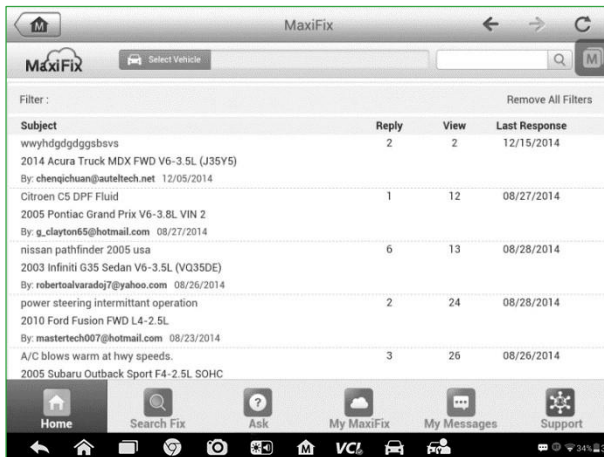 MaxiFix
MaxiFix
Select Vehicle
M
Filter :
Remove All Filters
Subject Reply View Last Response
wwyhdgdgdggsbsvs 2 2 12/15/2014
2014 Acura Truck MDX FWD V6-3.5L (J35Y5)
By: chenqichuan@auteltech.net 12/05/2014
Citroen C5 DPF Fluid 1 12 08/27/2014
2005 Pontiac Grand Prix V6-3.8L VIN 2
By: g_clayton65@hotmail.com 08/27/2014
nissan pathfinder 2005 usa 6 13 08/28/2014
2003 Infiniti G35 Sedan V6-3.5L (VQ35DE)
By: robertoalvaradoj7@yahoo.com 08/26/2014
power steering intermittant operation 2 24 08/28/2014
2010 Ford Fusion FWD L4-2.5L
By: mastertech007@hotmail.com 08/23/2014
A/C blows warm at hwy speeds. 3 26 08/26/2014
2005 Subaru Outback Sport F4-2.5L SOHC
Home Search Fix Ask My MaxiFix My Messages Support
VCI 34%